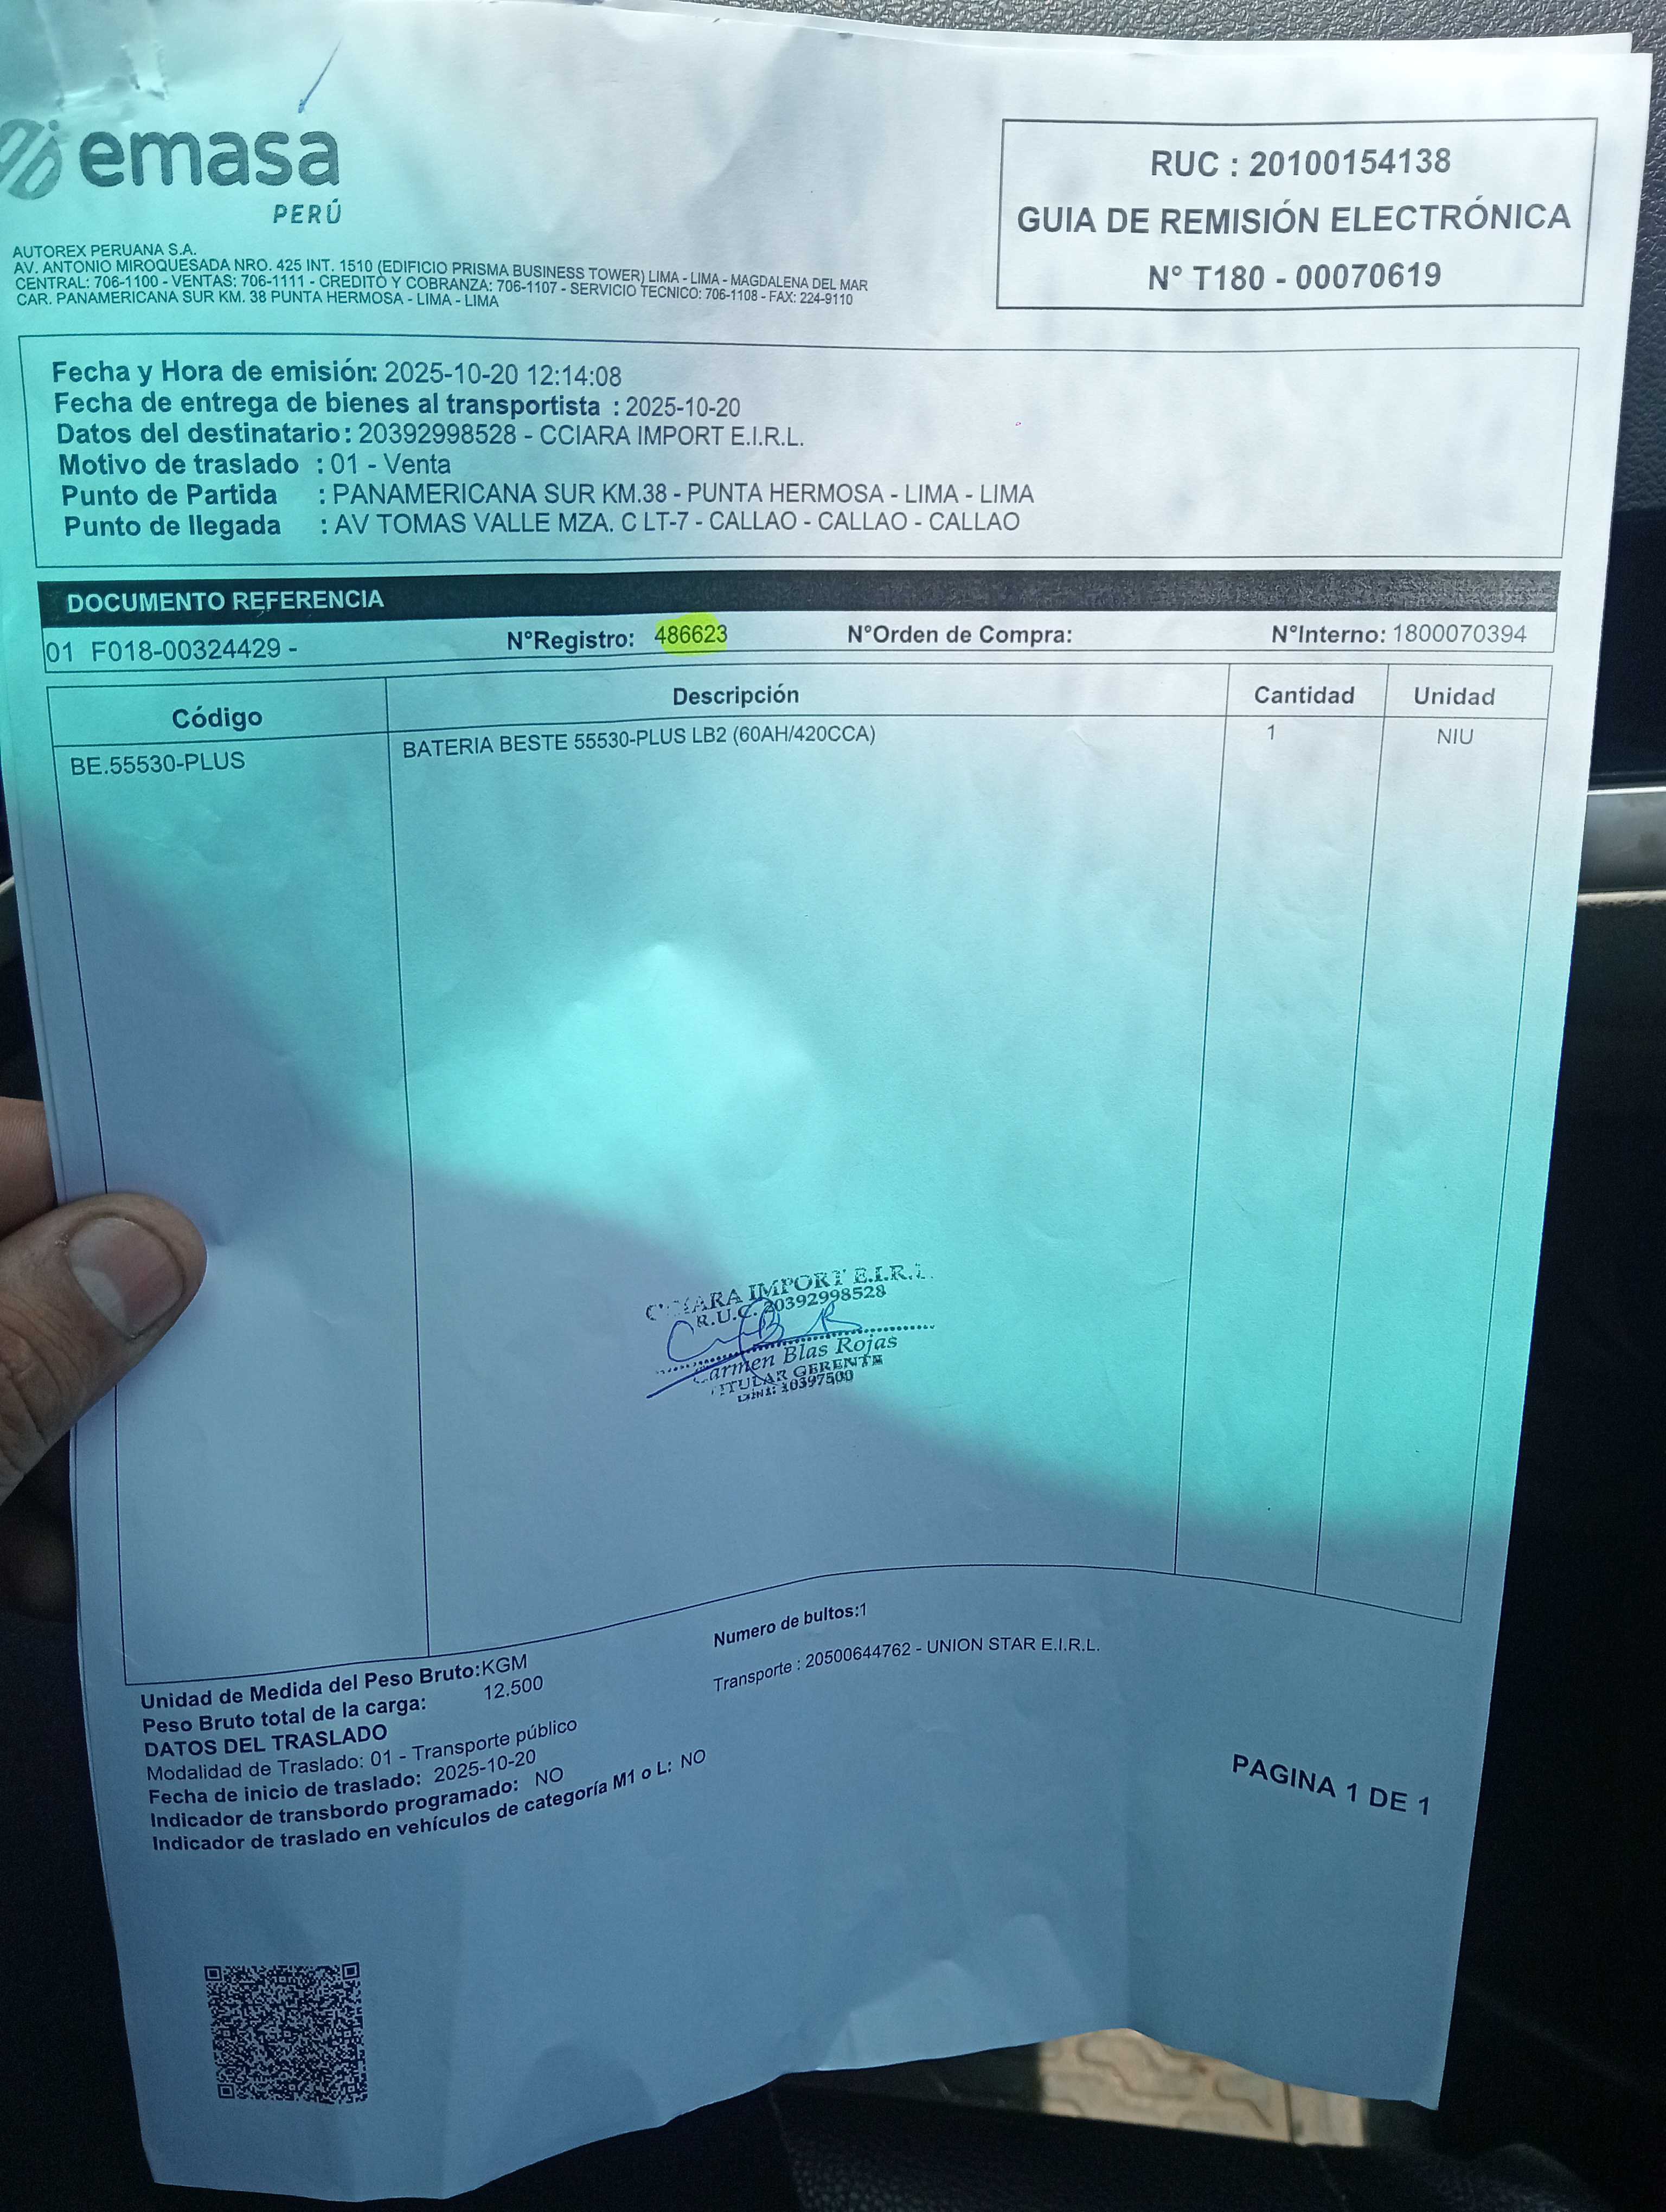 emasa
PERÚ
AUTOREX PERUANA S.A.
AV. ANTONIO MIROQUESADA NRO. 425 INT. 1510 (EDIFICIO PRISMA BUSINESS TOWER) LIMA - LIMA - MAGDALENA DEL MAR
CENTRAL: 706-1100 - VENTAS: 706-1111 - CREDITO Y COBRANZA: 706-1107 - SERVICIO TECNICO: 706-1108 - FAX: 224-9110
CAR. PANAMERICANA SUR KM. 38 PUNTA HERMOSA - LIMA - LIMA
RUC : 20100154138
GUIA DE REMISIÓN ELECTRÓNICA
N° T180 - 00070619
Fecha y Hora de emisión: 2025-10-20 12:14:08
Fecha de entrega de bienes al transportista : 2025-10-20
Datos del destinatario : 20392998528 - CCIARA IMPORT E.I.R.L.
Motivo de traslado : 01 - Venta
Punto de Partida : PANAMERICANA SUR KM.38 - PUNTA HERMOSA - LIMA - LIMA
Punto de llegada : AV TOMAS VALLE MZA. C LT-7 - CALLAO - CALLAO - CALLAO
DOCUMENTO REFERENCIA
01 F018-00324429 - N°Registro: 486623 N°Orden de Compra: N°Interno: 1800070394
Código Descripción Cantidad Unidad
BE.55530-PLUS BATERIA BESTE 55530-PLUS LB2 (60AH/420CCA) 1 NIU
IMPORT E.I.R.L.
R.U.C. 20392998528
Blas Rojas
GERENTE
10397500
Unidad de Medida del Peso Bruto:KGM
Peso Bruto total de la carga: 12.500
DATOS DEL TRASLADO
Modalidad de Traslado: 01 - Transporte público
Fecha de inicio de traslado: 2025-10-20
Indicador de transbordo programado: NO
Indicador de traslado en vehículos de categoría M1 o L: NO
Numero de bultos:1
Transporte : 20500644762 - UNION STAR E.I.R.L.
PAGINA 1 DE 1